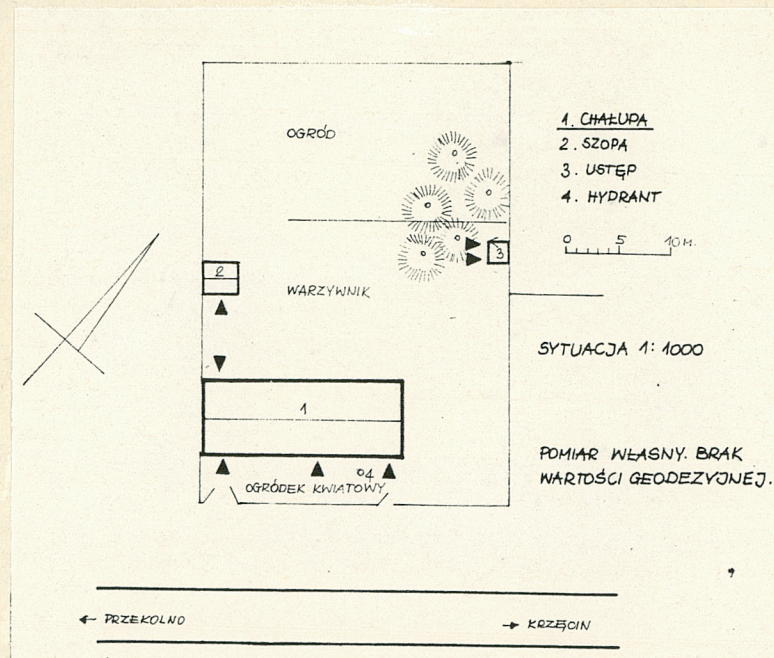 OGRÓD
1. CHAŁUPA
2. SZOPA
3. USTĘP
4. HYDRANT
0 5 10 M.
2
3
WARZYWNIK
SYTUACJA 1:1000
1
POMIAR WŁASNY. BRAK
WARTOŚCI GEODEZYJNEJ.
4
OGRÓDEK KWIATOWY
← PRZEKOLNO
→ KRZĘCIN